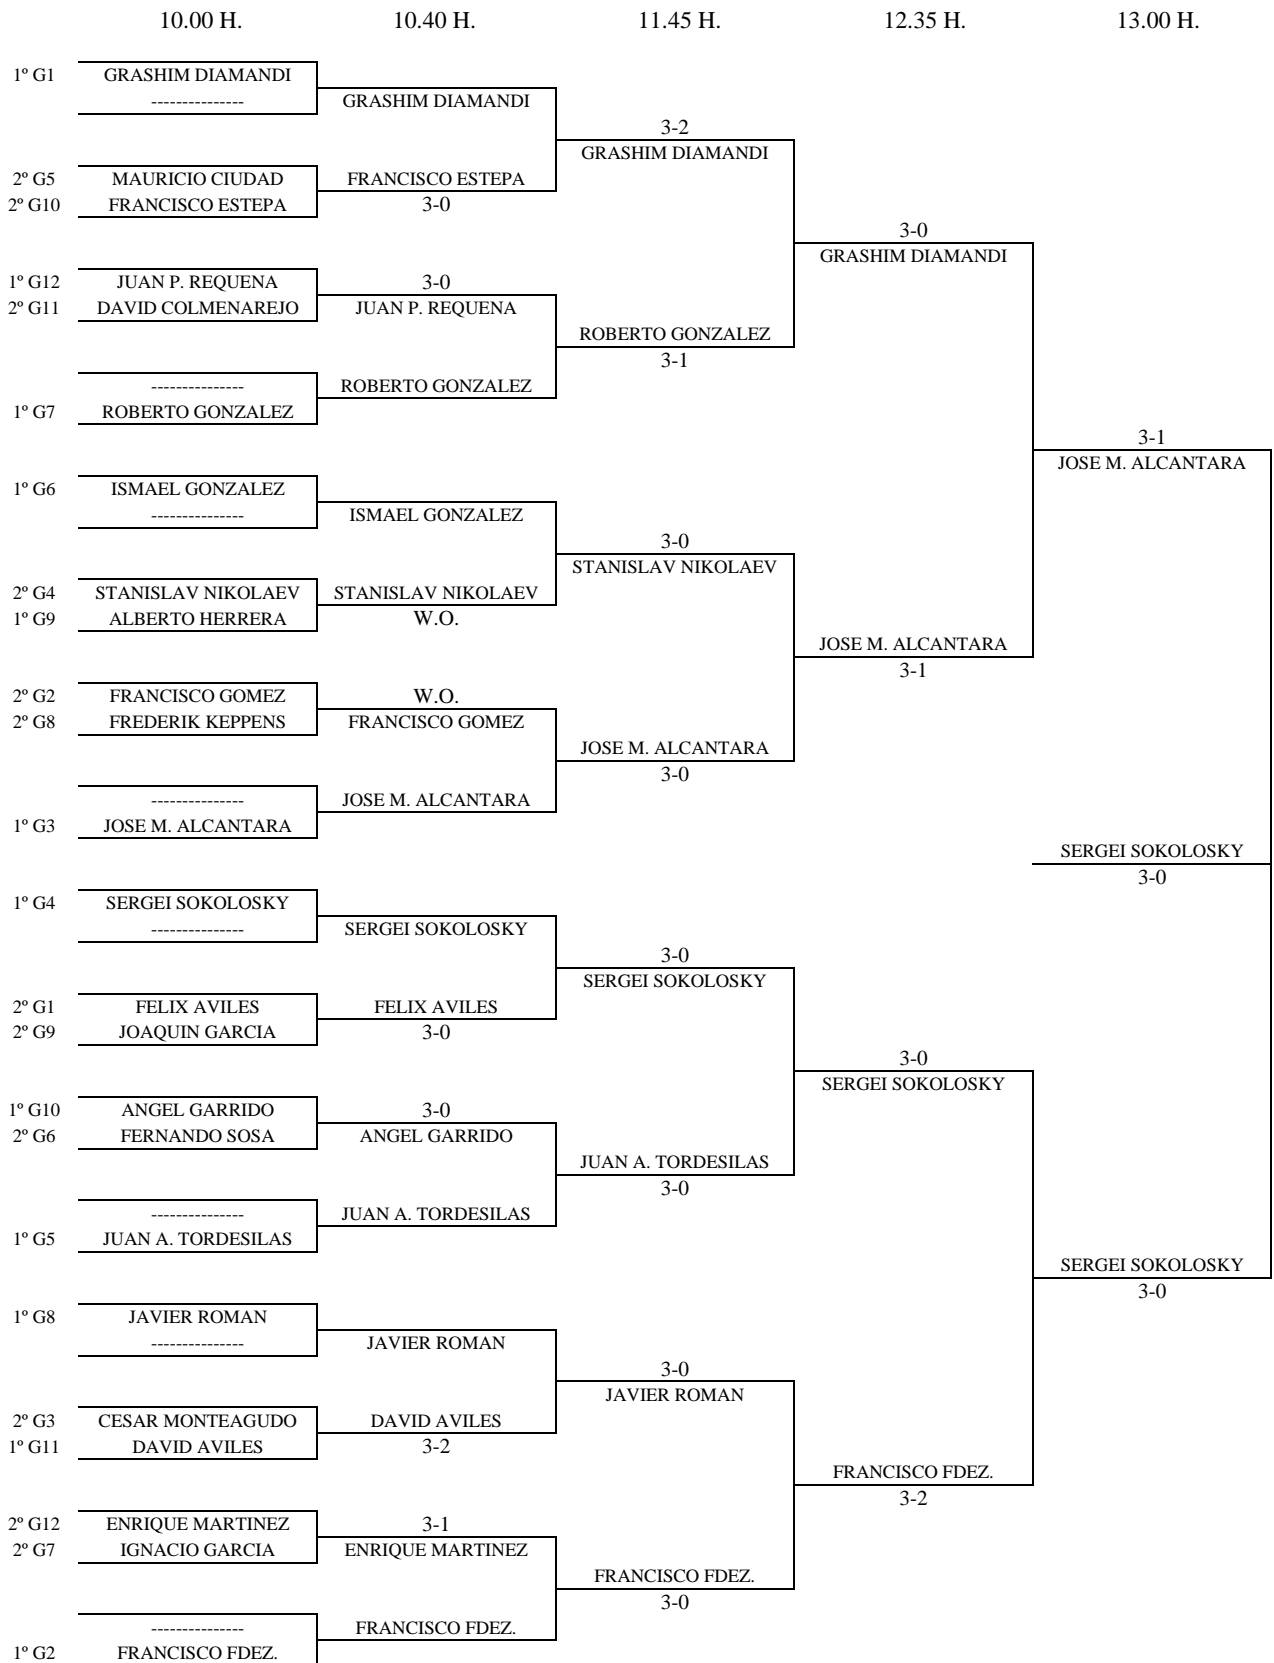 10.00 H. 10.40 H. 11.45 H. 12.35 H. 13.00 H.
1º G1 GRASHIM DIAMANDI
--------------- GRASHIM DIAMANDI
3-2
GRASHIM DIAMANDI
2º G5 MAURICIO CIUDAD FRANCISCO ESTEPA
2º G10 FRANCISCO ESTEPA 3-0
3-0
GRASHIM DIAMANDI
1º G12 JUAN P. REQUENA 3-0
2º G11 DAVID COLMENAREJO JUAN P. REQUENA
ROBERTO GONZALEZ
3-1
--------------- ROBERTO GONZALEZ
1º G7 ROBERTO GONZALEZ
3-1
JOSE M. ALCANTARA
1º G6 ISMAEL GONZALEZ
--------------- ISMAEL GONZALEZ
3-0
STANISLAV NIKOLAEV
2º G4 STANISLAV NIKOLAEV STANISLAV NIKOLAEV
1º G9 ALBERTO HERRERA W.O.
JOSE M. ALCANTARA
3-1
2º G2 FRANCISCO GOMEZ W.O.
2º G8 FREDERIK KEPPENS FRANCISCO GOMEZ
JOSE M. ALCANTARA
3-0
--------------- JOSE M. ALCANTARA
1º G3 JOSE M. ALCANTARA
SERGEI SOKOLOSKY
3-0
1º G4 SERGEI SOKOLOSKY
--------------- SERGEI SOKOLOSKY
3-0
SERGEI SOKOLOSKY
2º G1 FELIX AVILES FELIX AVILES
2º G9 JOAQUIN GARCIA 3-0
3-0
SERGEI SOKOLOSKY
1º G10 ANGEL GARRIDO 3-0
2º G6 FERNANDO SOSA ANGEL GARRIDO
JUAN A. TORDESILAS
3-0
--------------- JUAN A. TORDESILAS
1º G5 JUAN A. TORDESILAS
SERGEI SOKOLOSKY
3-0
1º G8 JAVIER ROMAN
--------------- JAVIER ROMAN
3-0
JAVIER ROMAN
2º G3 CESAR MONTEAGUDO DAVID AVILES
1º G11 DAVID AVILES 3-2
FRANCISCO FDEZ.
3-2
2º G12 ENRIQUE MARTINEZ 3-1
2º G7 IGNACIO GARCIA ENRIQUE MARTINEZ
FRANCISCO FDEZ.
3-0
--------------- FRANCISCO FDEZ.
1º G2 FRANCISCO FDEZ.